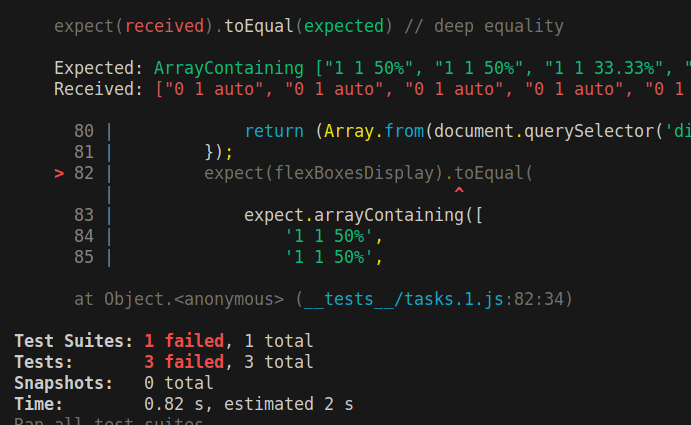 expect(received).toEqual(expected) // deep equality
Expected: ArrayContaining ["1 1 50%", "1 1 50%", "1 1 33.33%", "
Received: ["0 1 auto", "0 1 auto", "0 1 auto", "0 1 auto", "0 1
80 | return (Array.from(document.querySelector('di
81 | });
> 82 | expect(flexBoxesDisplay).toEqual(
| ^
83 | expect.arrayContaining([
84 | '1 1 50%',
85 | '1 1 50%',
at Object.<anonymous> (__tests__/tasks.1.js:82:34)
Test Suites: 1 failed, 1 total
Tests: 3 failed, 3 total
Snapshots: 0 total
Time: 0.82 s, estimated 2 s
Ran all test suites